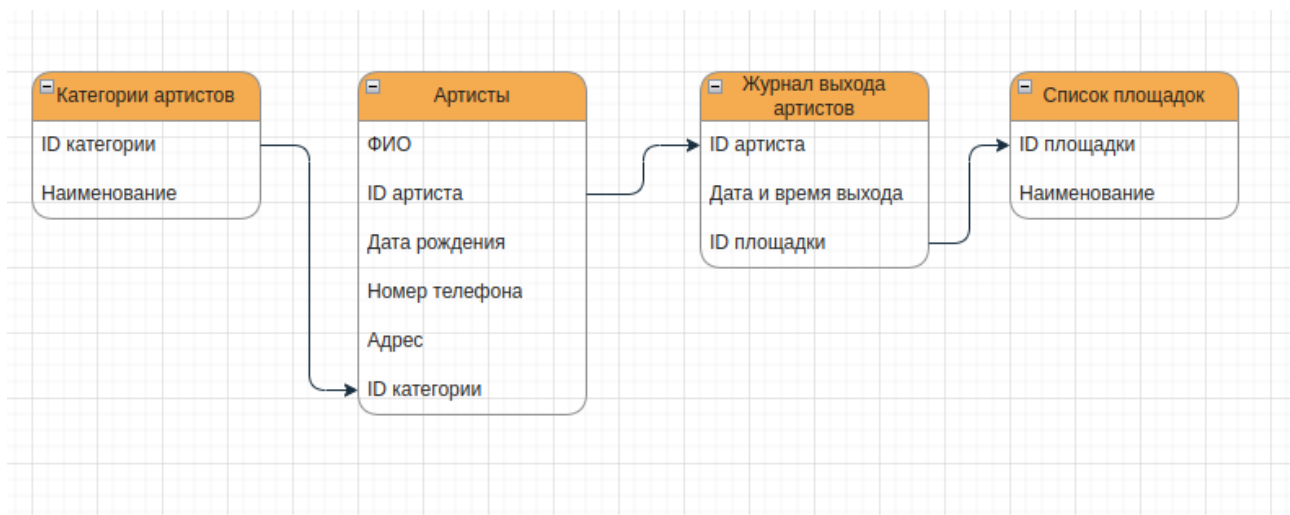 Категории артистов
ID категории
Наименование
Артисты
ФИО
ID артиста
Дата рождения
Номер телефона
Адрес
ID категории
Журнал выхода
артистов
ID артиста
Дата и время выхода
ID площадки
Список площадок
ID площадки
Наименование